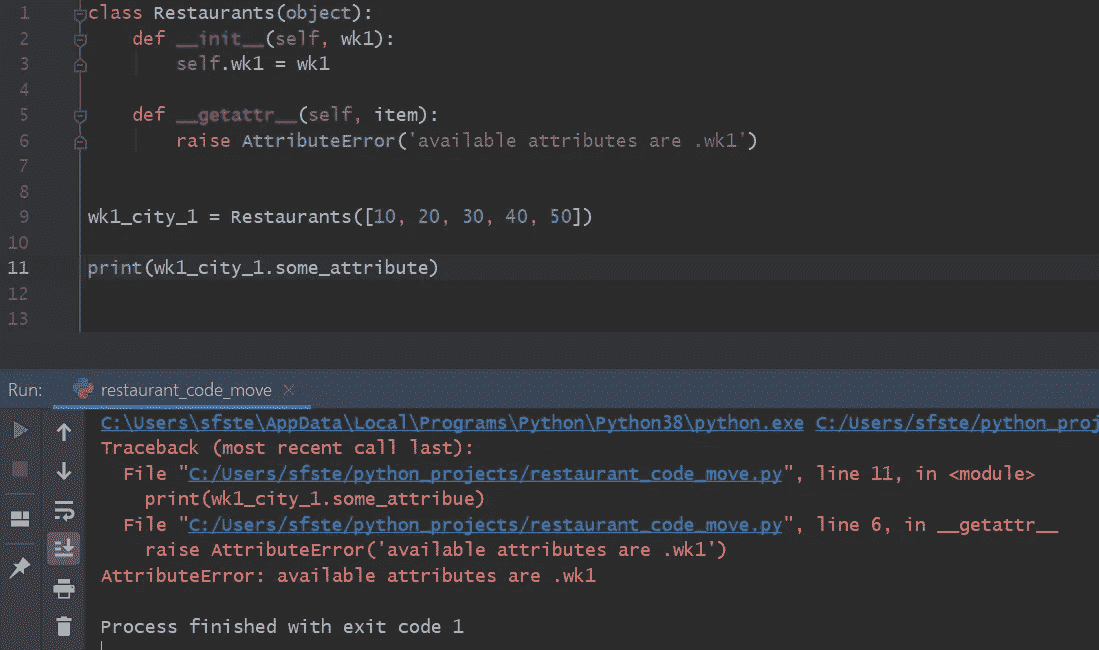 1 class Restaurants(object):
2     def __init__(self, wk1):
3         self.wk1 = wk1
4
5     def __getattr__(self, item):
6         raise AttributeError('available attributes are .wk1')
7
8
9 wk1_city_1 = Restaurants([10, 20, 30, 40, 50])
10
11 print(wk1_city_1.some_attribute)
12
13
Run: restaurant_code_move
C:\Users\sfste\AppData\Local\Programs\Python\Python38\python.exe C:/Users/sfste/python_proj
Traceback (most recent call last):
  File "C:/Users/sfste/python_projects/restaurant_code_move.py", line 11, in <module>
    print(wk1_city_1.some_attribue)
  File "C:/Users/sfste/python_projects/restaurant_code_move.py", line 6, in __getattr__
    raise AttributeError('available attributes are .wk1')
AttributeError: available attributes are .wk1

Process finished with exit code 1